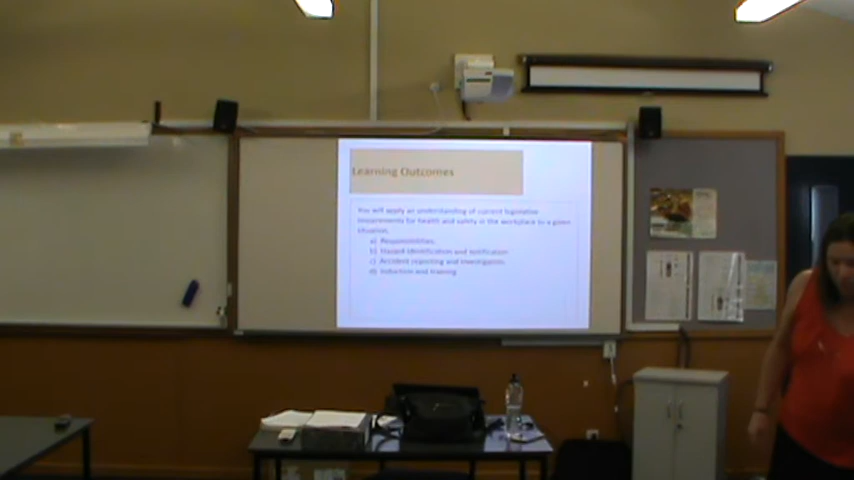 Learning Outcomes
You will apply an understanding of current legislative
requirements for health and safety in the workplace to a given
situation.
a) Responsibilities.
b) Hazard identification and notification
c) Accident reporting and investigation.
d) Induction and training